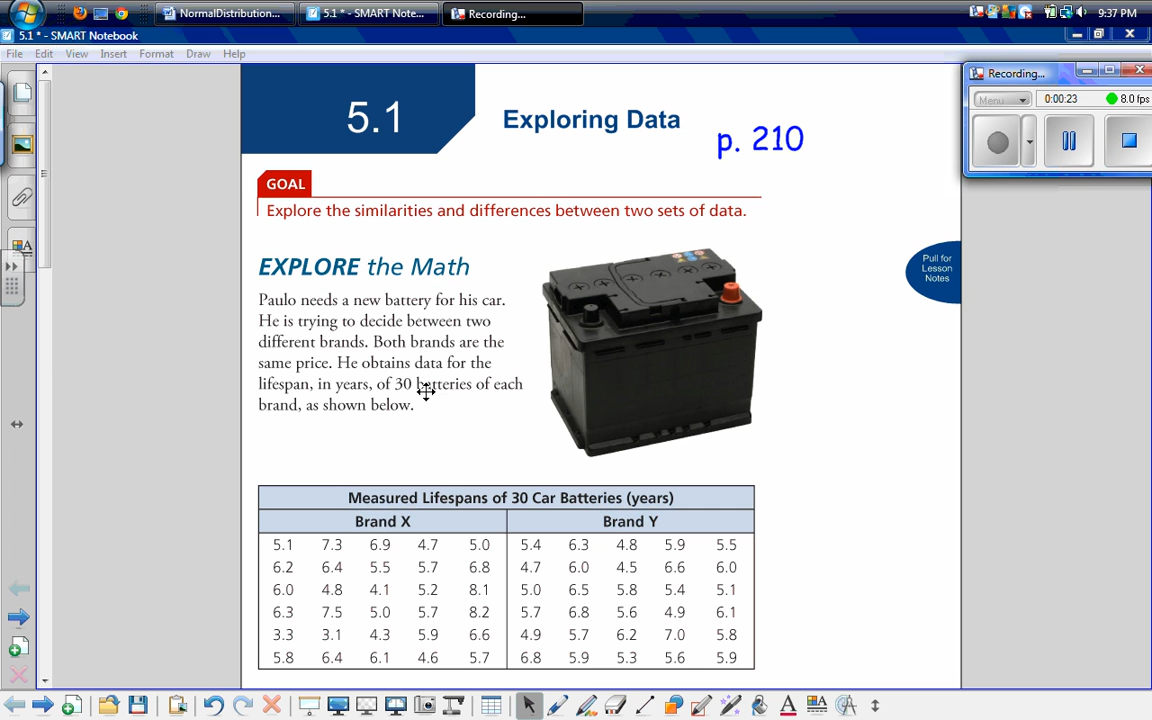 NormalDistribution...
5.1 * - SMART Note...
Recording...
9:37 PM
5.1 * - SMART Notebook
File Edit View Insert Format Draw Help
Recording...
Menu
0:00:23
8.0 fps
5.1
Exploring Data
p. 210
GOAL
Explore the similarities and differences between two sets of data.
EXPLORE the Math
Paulo needs a new battery for his car.
He is trying to decide between two
different brands. Both brands are the
same price. He obtains data for the
lifespan, in years, of 30 batteries of each
brand, as shown below.
Pull for
Lesson
Notes
Measured Lifespans of 30 Car Batteries (years)
Brand X Brand Y
5.1 7.3 6.9 4.7 5.0 5.4 6.3 4.8 5.9 5.5
6.2 6.4 5.5 5.7 6.8 4.7 6.0 4.5 6.6 6.0
6.0 4.8 4.1 5.2 8.1 5.0 6.5 5.8 5.4 5.1
6.3 7.5 5.0 5.7 8.2 5.7 6.8 5.6 4.9 6.1
3.3 3.1 4.3 5.9 6.6 4.9 5.7 6.2 7.0 5.8
5.8 6.4 6.1 4.6 5.7 6.8 5.9 5.3 5.6 5.9